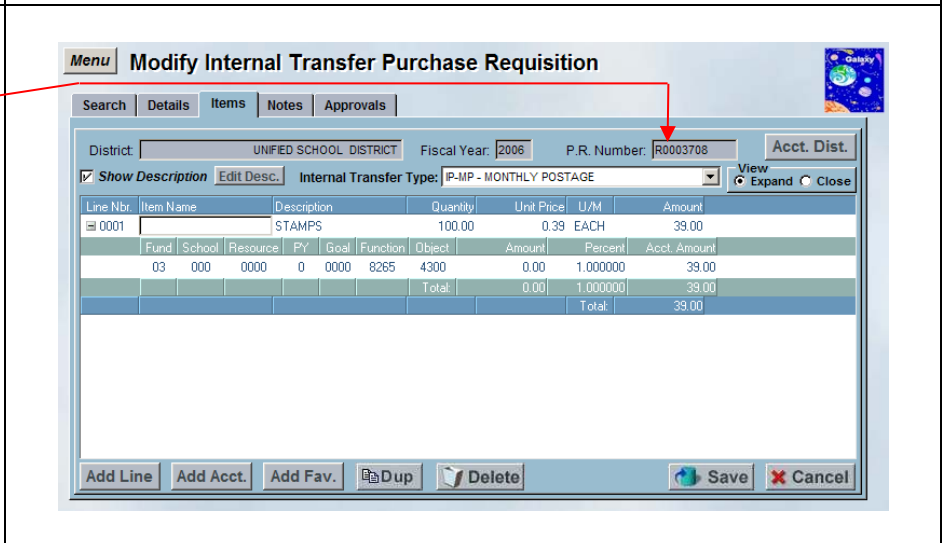 Menu Modify Internal Transfer Purchase Requisition
Galaxy
Search Details Items Notes Approvals
District: UNIFIED SCHOOL DISTRICT Fiscal Year: 2006 P.R. Number: R0003708 Acct. Dist.
Show Description Edit Desc. Internal Transfer Type: IP-MP - MONTHLY POSTAGE View Expand Close
Line Nbr. Item Name Description Quantity Unit Price U/M Amount
0001 STAMPS 100.00 0.39 EACH 39.00
Fund School Resource PY Goal Function Object Amount Percent Acct. Amount
03 000 0000 0 0000 8265 4300 0.00 1.000000 39.00
Total: 0.00 1.000000 39.00
Total: 39.00
Add Line Add Acct. Add Fav. Dup Delete Save Cancel